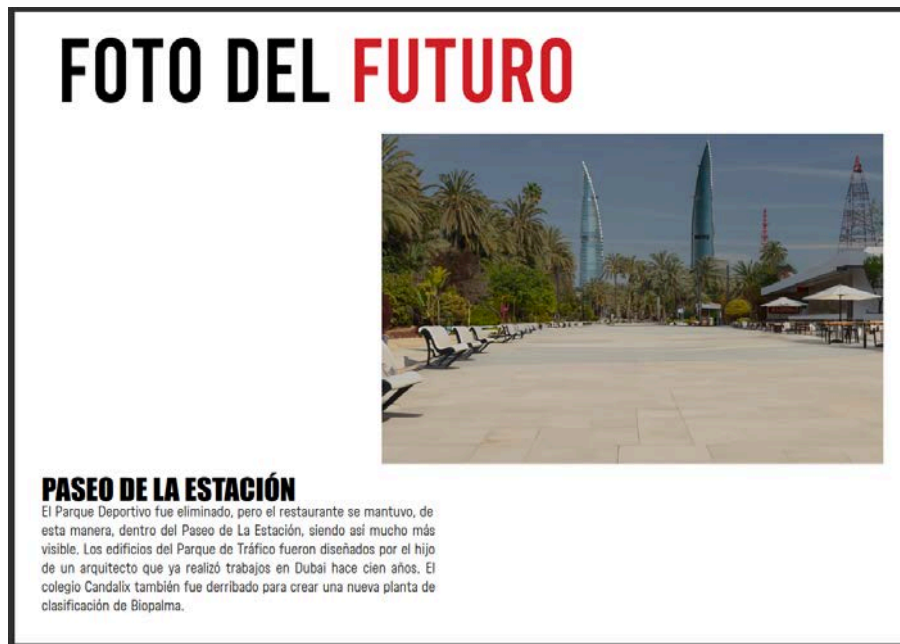 FOTO DEL FUTURO
PASEO DE LA ESTACIÓN
El Parque Deportivo fue eliminado, pero el restaurante se mantuvo, de
esta manera, dentro del Paseo de La Estación, siendo así mucho más
visible. Los edificios del Parque de Tráfico fueron diseñados por el hijo
de un arquitecto que ya realizó trabajos en Dubai hace cien años. El
colegio Candalix también fue derribado para crear una nueva planta de
clasificación de Biopalma.